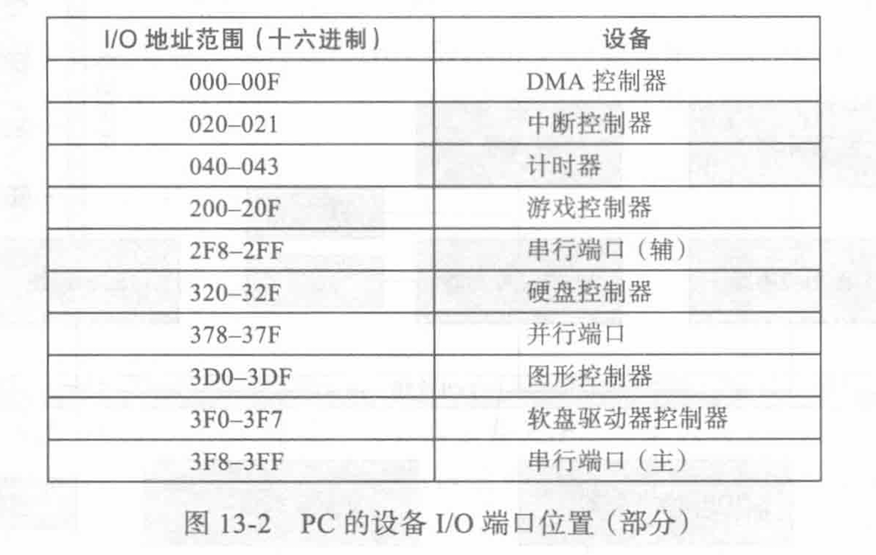 I/O 地址范围（十六进制） 设备
000–00F DMA 控制器
020–021 中断控制器
040–043 计时器
200–20F 游戏控制器
2F8–2FF 串行端口（辅）
320–32F 硬盘控制器
378–37F 并行端口
3D0–3DF 图形控制器
3F0–3F7 软盘驱动器控制器
3F8–3FF 串行端口（主）
图 13-2 PC 的设备 I/O 端口位置（部分）